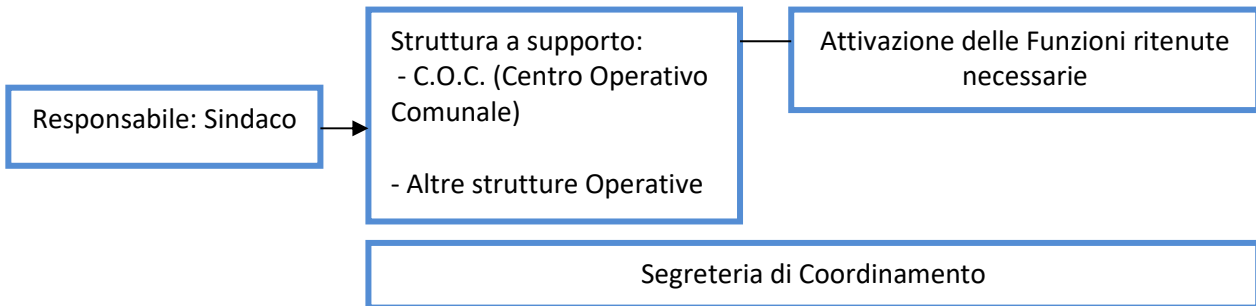 Responsabile: Sindaco
Struttura a supporto:
- C.O.C. (Centro Operativo
Comunale)
- Altre strutture Operative
Attivazione delle Funzioni ritenute
necessarie
Segreteria di Coordinamento